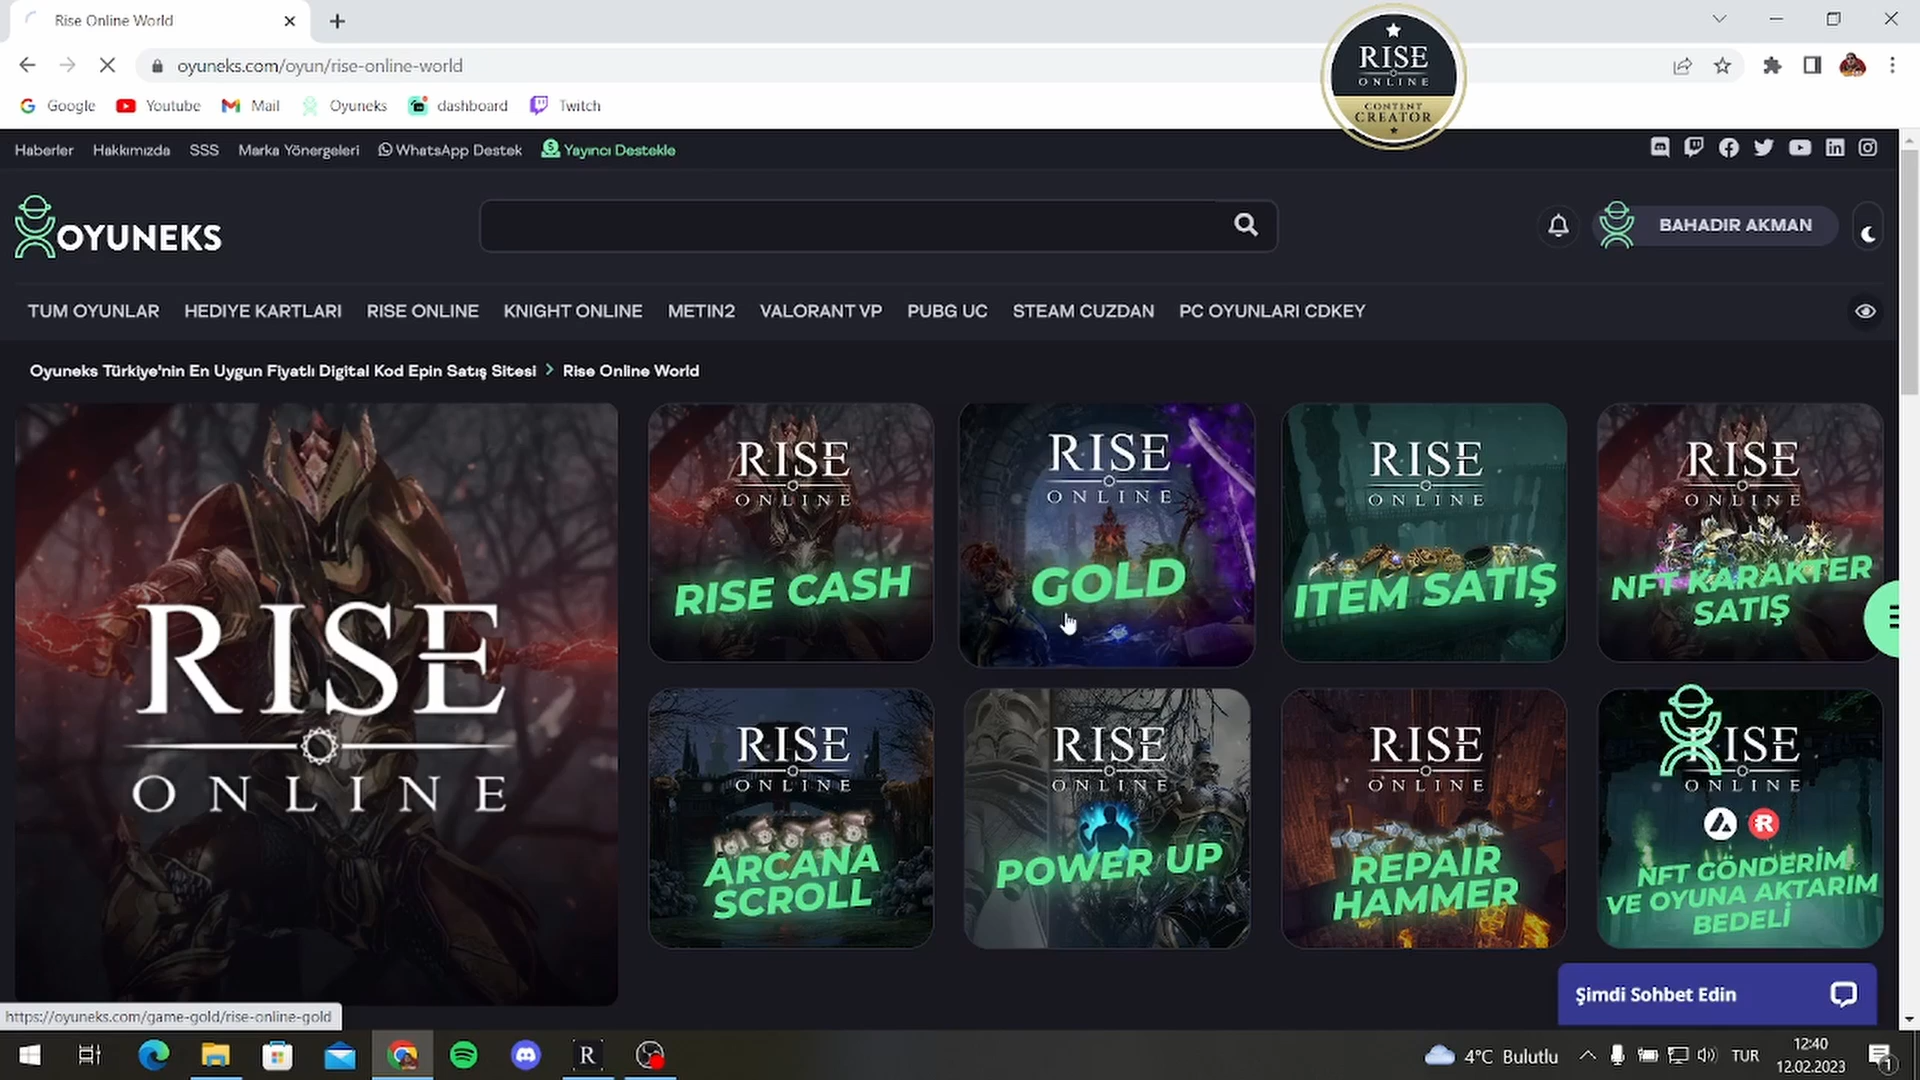 Rise Online World
oyuneks.com/oyun/rise-online-world
Google Youtube Mail Oyuneks dashboard Twitch
RISE
ONLINE
CONTENT
CREATOR
Haberler Hakkımızda SSS Marka Yönergeleri WhatsApp Destek Yayıncı Destekle
OYUNEKS
BAHADIR AKMAN
TUM OYUNLAR HEDIYE KARTLARI RISE ONLINE KNIGHT ONLINE METIN2 VALORANT VP PUBG UC STEAM CUZDAN PC OYUNLARI CDKEY
Oyuneks Türkiye'nin En Uygun Fiyatlı Digital Kod Epin Satış Sitesi > Rise Online World
RISE
ONLINE
RISE
ONLINE
RISE CASH
RISE
ONLINE
GOLD
RISE
ONLINE
ITEM SATIŞ
RISE
ONLINE
NFT KARAKTER
SATIŞ
RISE
ONLINE
ARCANA
SCROLL
RISE
ONLINE
POWER UP
RISE
ONLINE
REPAIR
HAMMER
RISE
ONLINE
NFT GÖNDERİM
VE OYUNA AKTARIM
BEDELİ
Şimdi Sohbet Edin
https://oyuneks.com/game-gold/rise-online-gold
R
4°C Bulutlu
TUR
12:40
12.02.2023
1